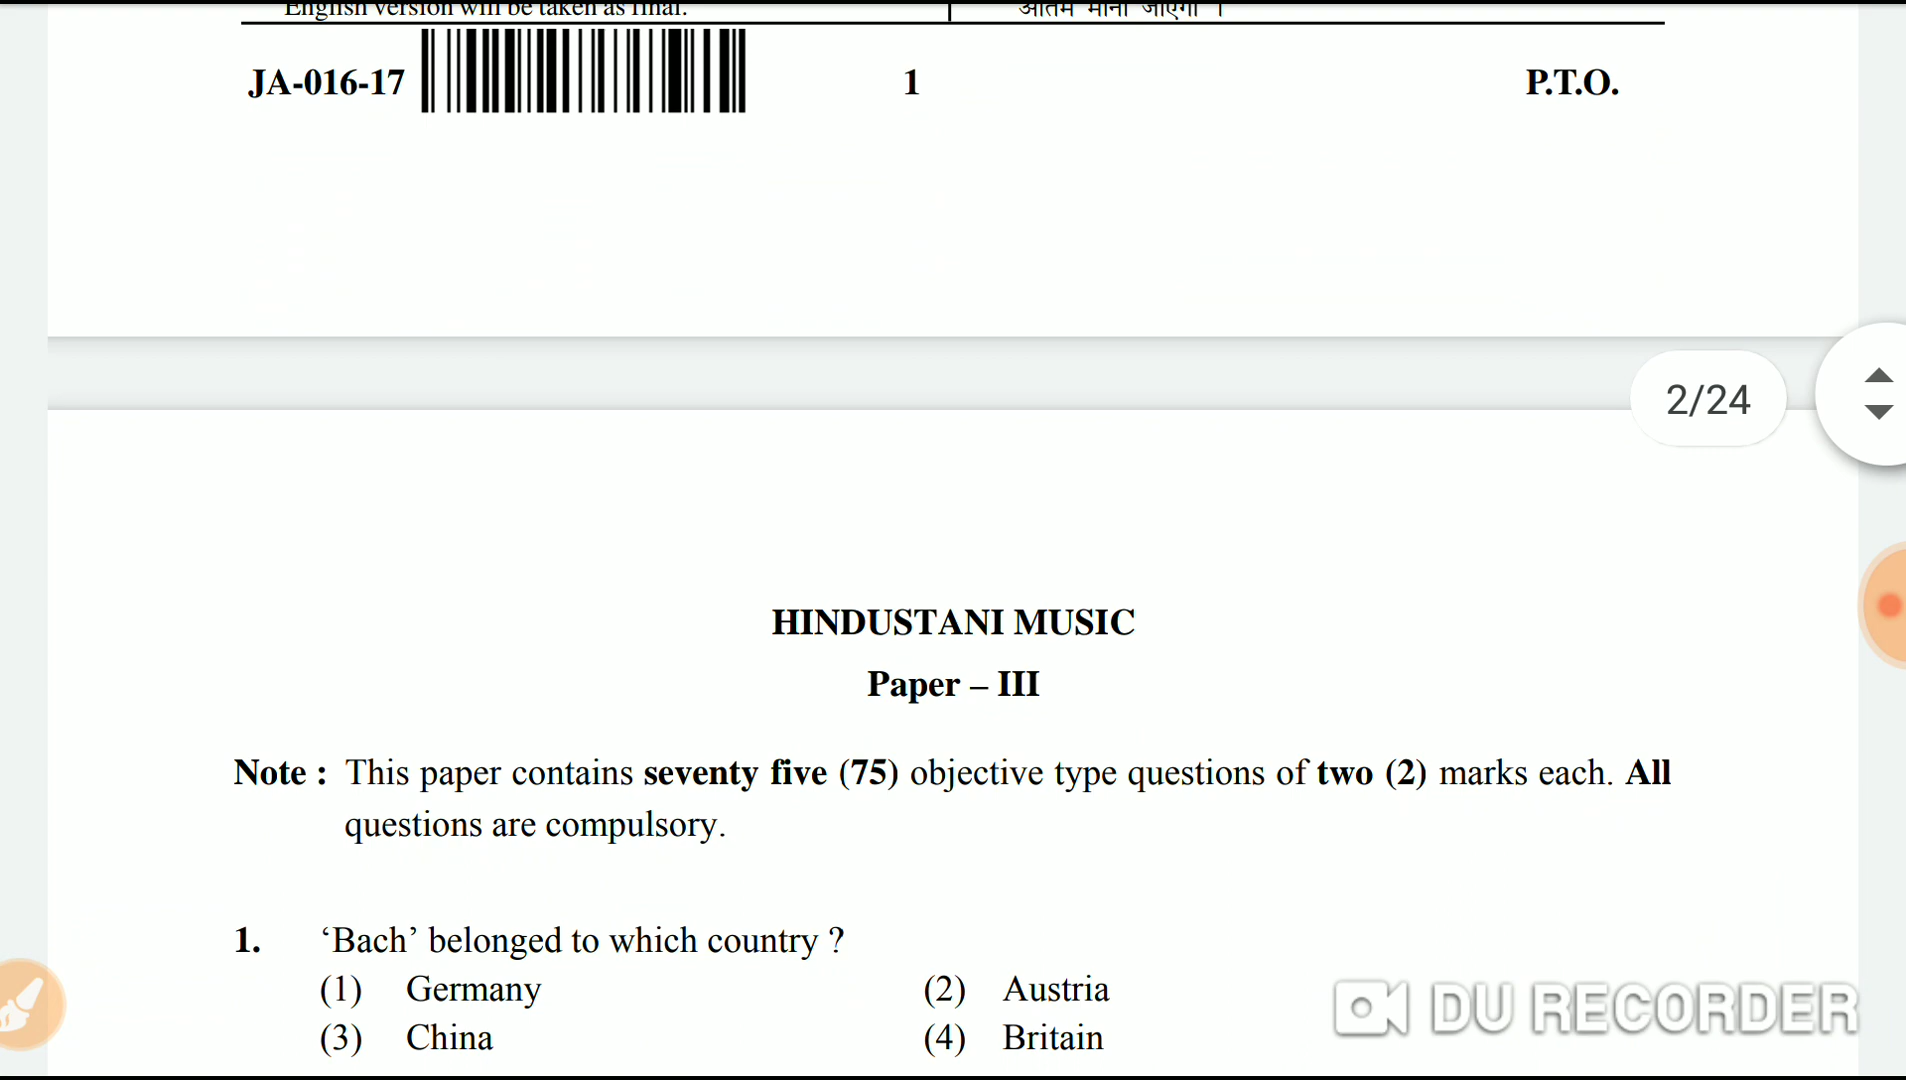 English version will be taken as final.
अंतिम माना जाएगा ।
JA-016-17 1 P.T.O.
2/24
HINDUSTANI MUSIC
Paper – III
Note : This paper contains seventy five (75) objective type questions of two (2) marks each. All
questions are compulsory.
1. ‘Bach’ belonged to which country ?
(1) Germany (2) Austria
(3) China (4) Britain
DU RECORDER